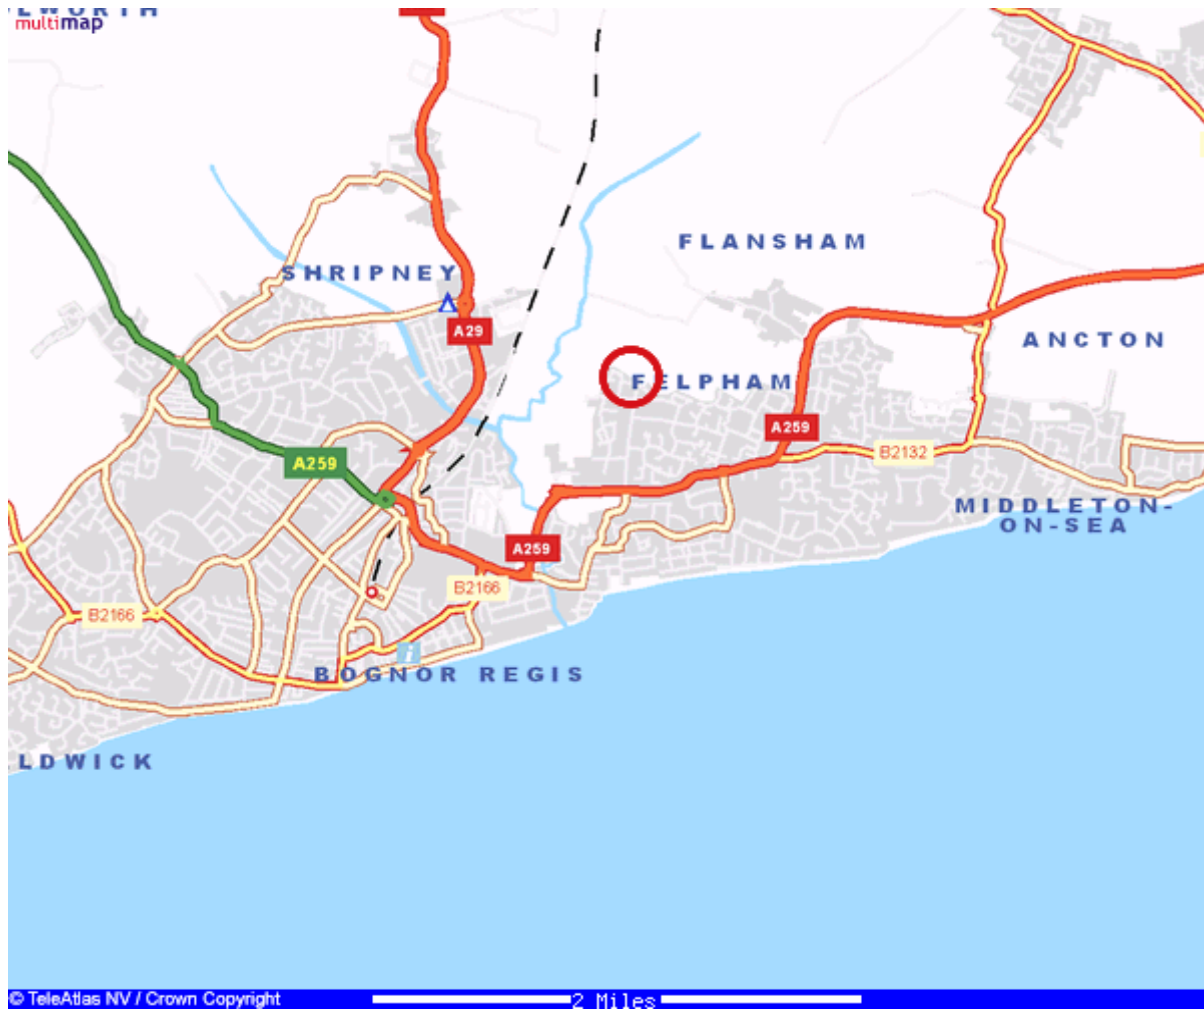 multimap
FLANSHAM
SHRIPNEY
A29
ANCTON
FELPHAM
A259
B2132
A259
MIDDLETON-
ON-SEA
A259
B2166
B2166
i
BOGNOR REGIS
LDWICK
© TeleAtlas NV / Crown Copyright
2 Miles